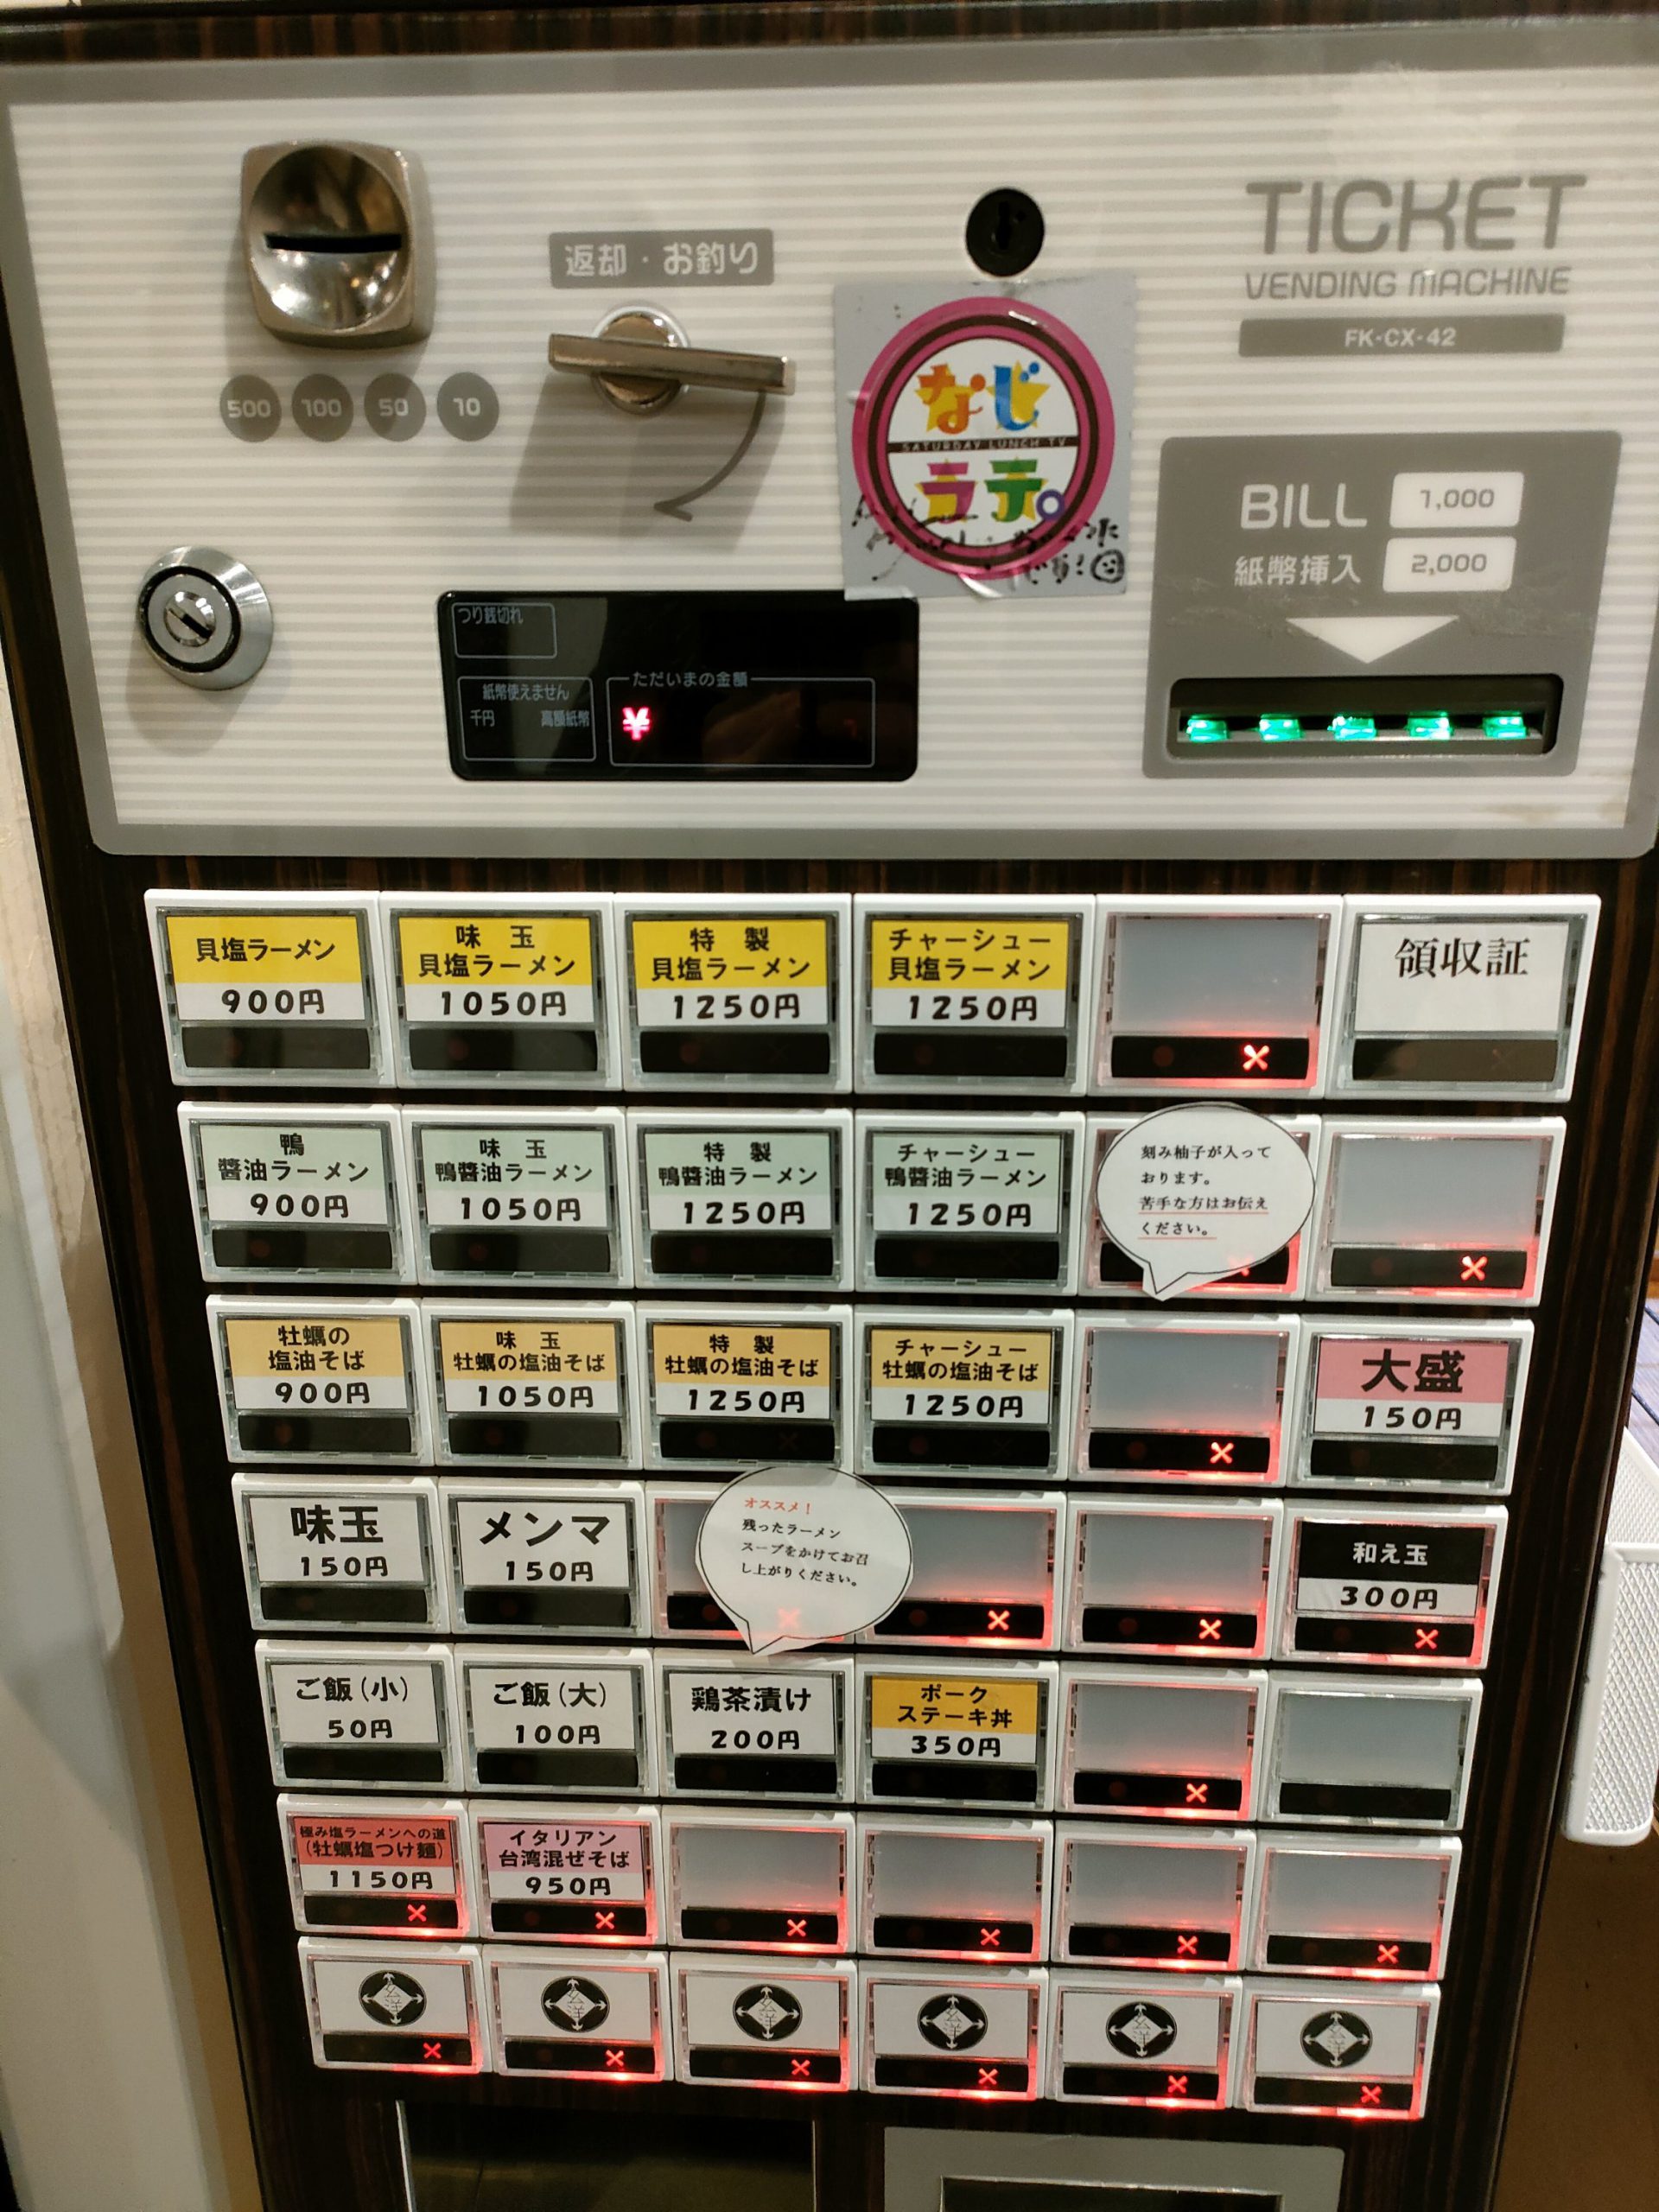 返却・お釣り
TICKET
VENDING MACHINE
FK-CX-42
500 100 50 10
なじ
SATURDAY LUNCH TV
ラテ。
BILL 1,000
紙幣挿入 2,000
つり銭切れ
紙幣使えません
千円 高額紙幣
ただいまの金額
¥
貝塩ラーメン
900円
味玉
貝塩ラーメン
1050円
特製
貝塩ラーメン
1250円
チャーシュー
貝塩ラーメン
1250円
領収証
鴨
醤油ラーメン
900円
味玉
鴨醤油ラーメン
1050円
特製
鴨醤油ラーメン
1250円
チャーシュー
鴨醤油ラーメン
1250円
刻み柚子が入って
おります。
苦手な方はお伝え
ください。
牡蠣の
塩油そば
900円
味玉
牡蠣の塩油そば
1050円
特製
牡蠣の塩油そば
1250円
チャーシュー
牡蠣の塩油そば
1250円
大盛
150円
味玉
150円
メンマ
150円
オススメ！
残ったラーメン
スープをかけてお召
し上がりください。
和え玉
300円
ご飯(小)
50円
ご飯(大)
100円
鶏茶漬け
200円
ポーク
ステーキ丼
350円
極み塩ラーメンへの道
(牡蠣塩つけ麺)
1150円
イタリアン
台湾混ぜそば
950円